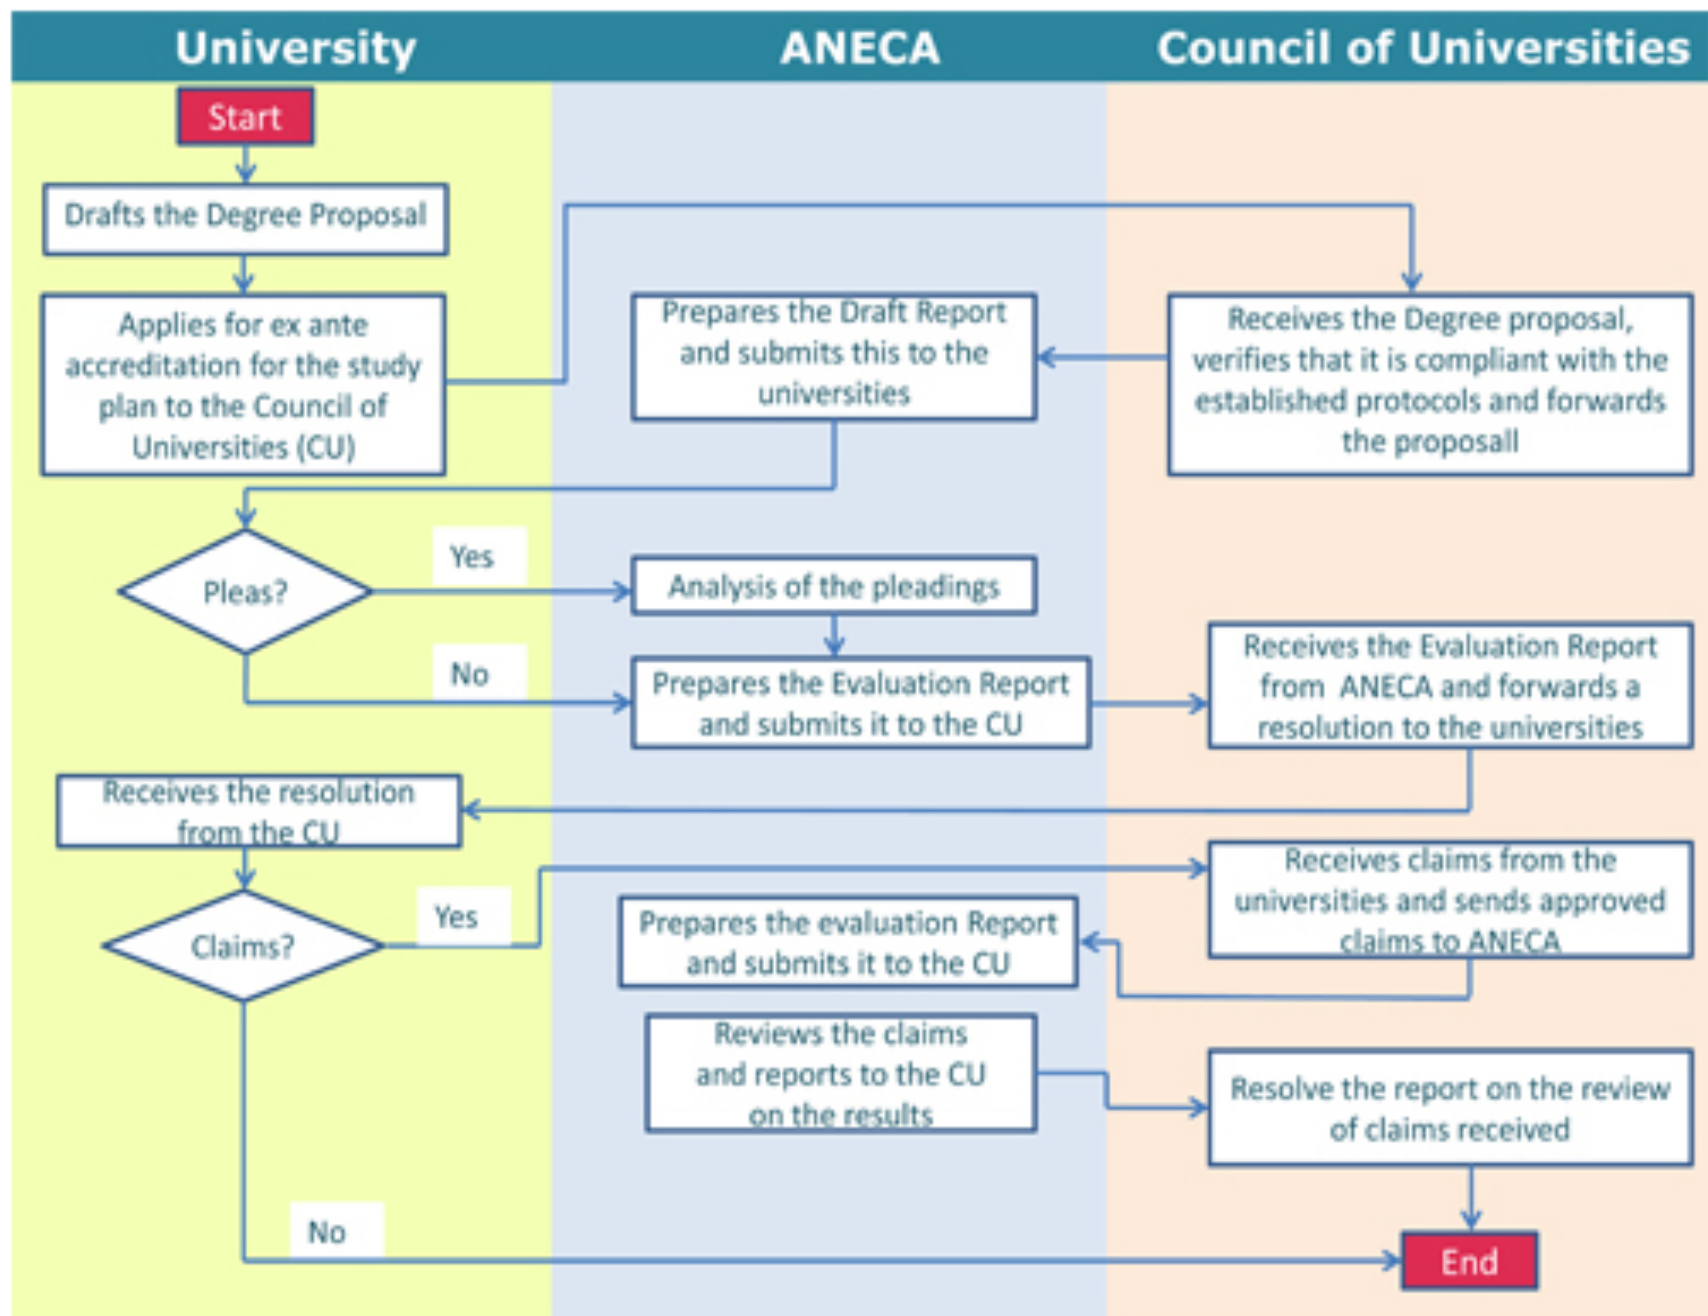 University
ANECA
Council of Universities
Start
Drafts the Degree Proposal
Applies for ex ante
accreditation for the study
plan to the Council of
Universities (CU)
Prepares the Draft Report
and submits this to the
universities
Receives the Degree proposal,
verifies that it is compliant with the
established protocols and forwards
the proposall
Pleas?
Yes
No
Analysis of the pleadings
Prepares the Evaluation Report
and submits it to the CU
Receives the Evaluation Report
from ANECA and forwards a
resolution to the universities
Receives the resolution
from the CU
Claims?
Yes
Receives claims from the
universities and sends approved
claims to ANECA
Prepares the evaluation Report
and submits it to the CU
Reviews the claims
and reports to the CU
on the results
Resolve the report on the review
of claims received
No
End